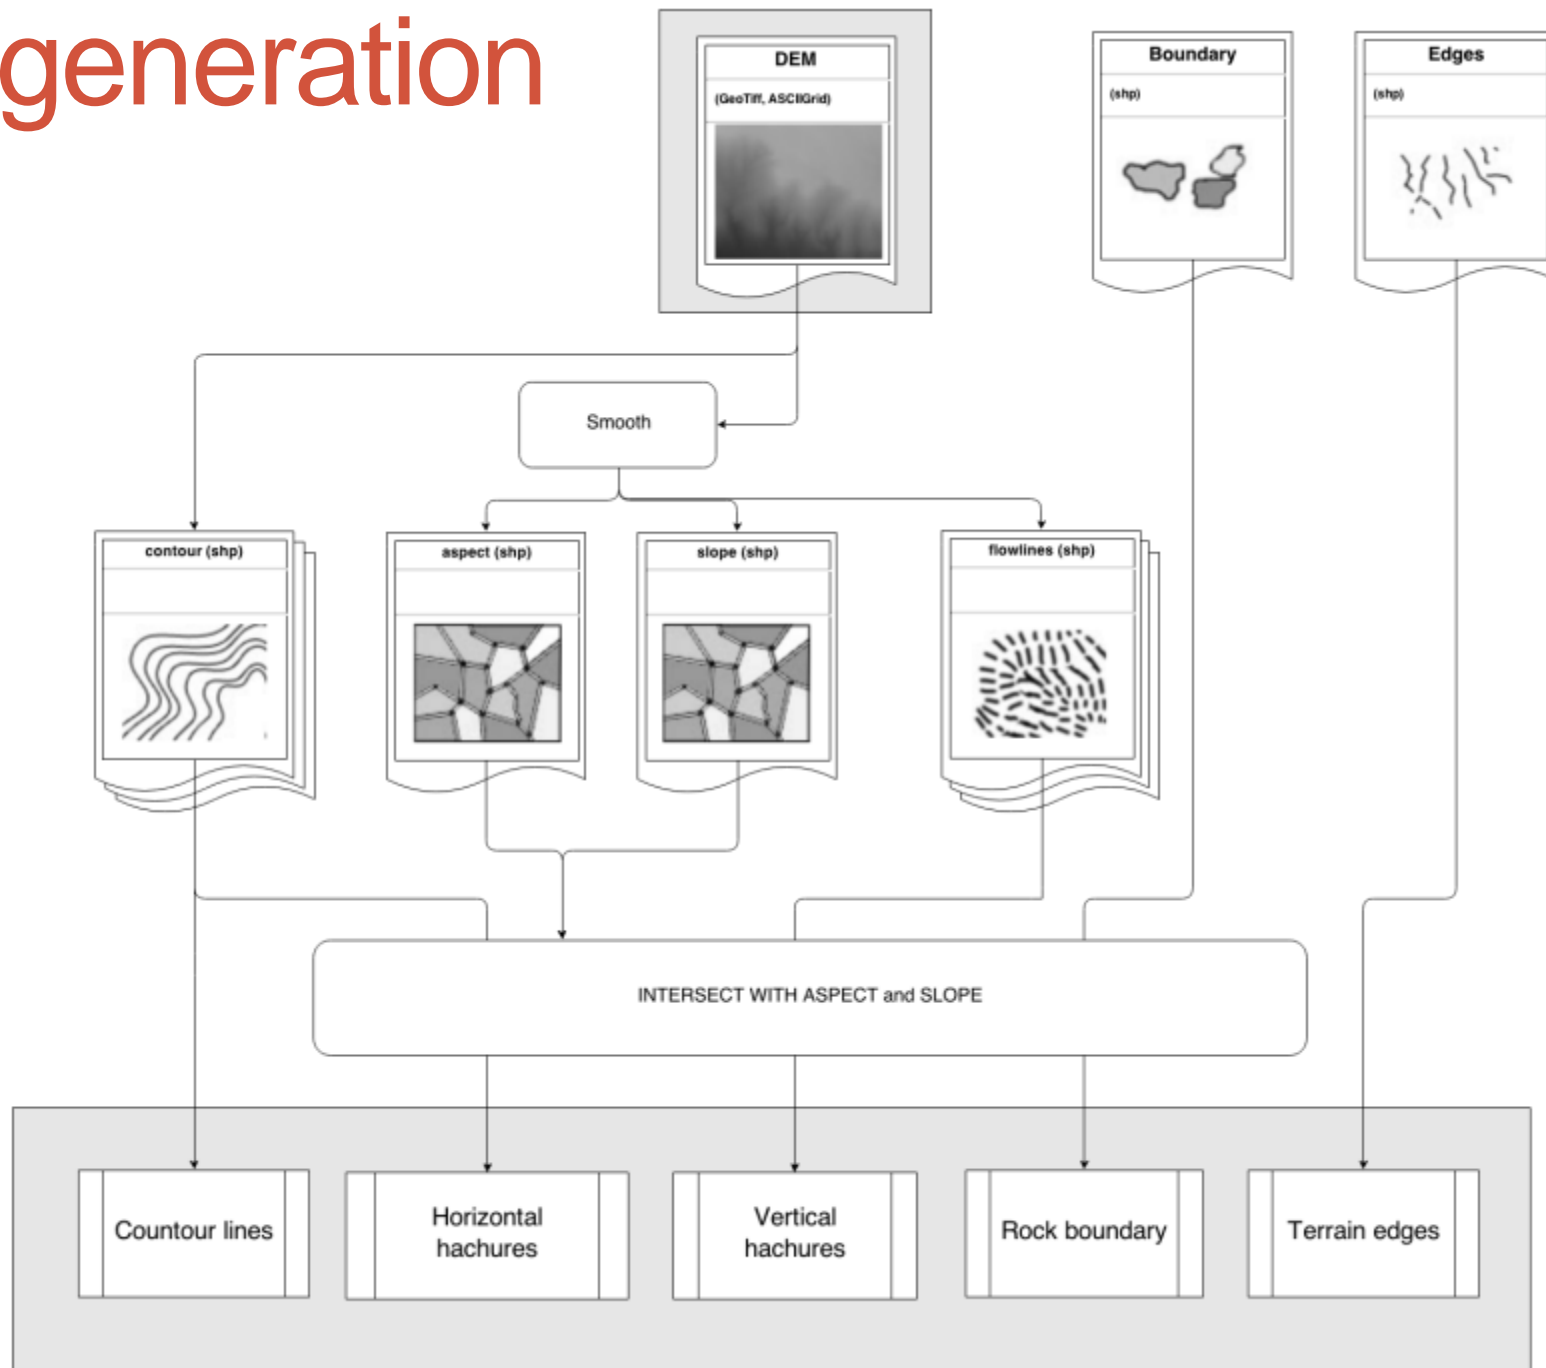 generation
DEM
(GeoTiff, ASCIIGrid)
Boundary
(shp)
Edges
(shp)
Smooth
contour (shp)
aspect (shp)
slope (shp)
flowlines (shp)
INTERSECT WITH ASPECT and SLOPE
Countour lines
Horizontal
hachures
Vertical
hachures
Rock boundary
Terrain edges